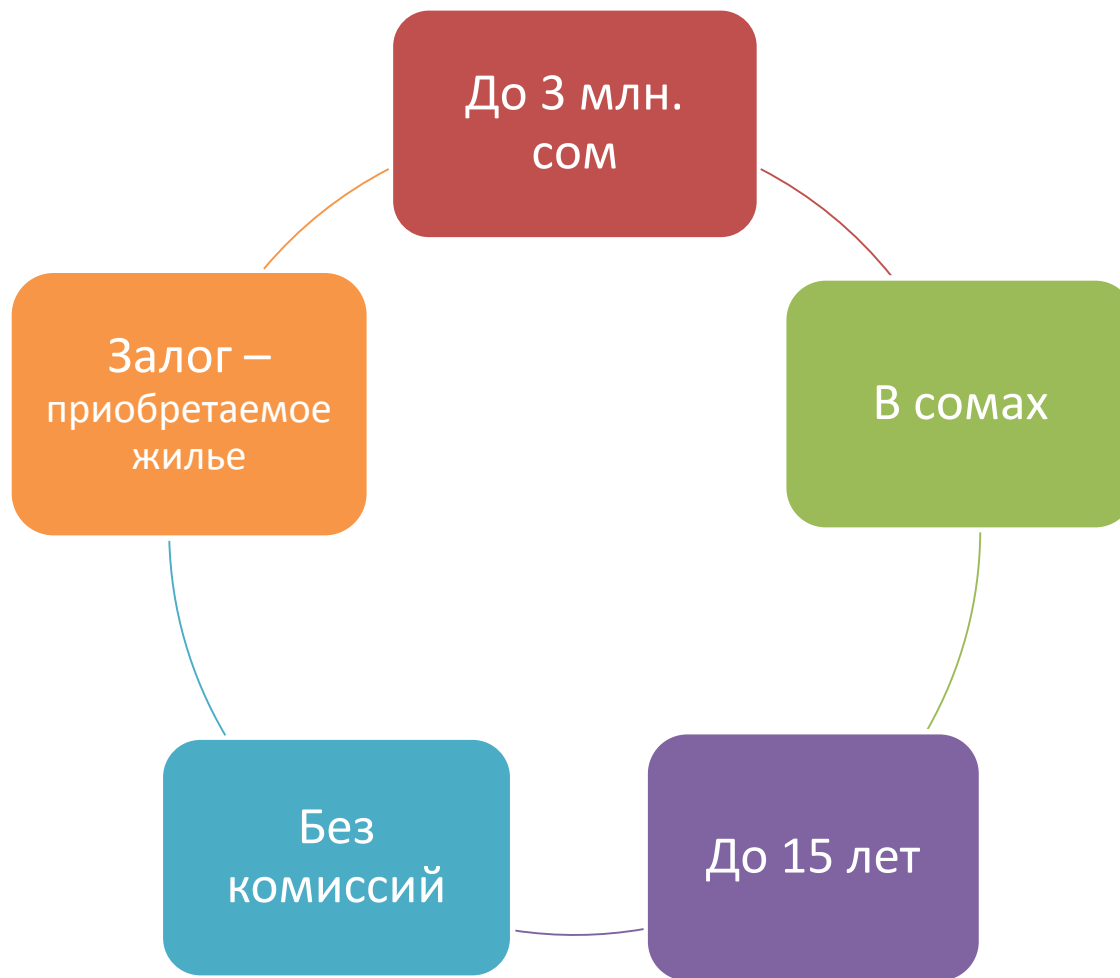 До 3 млн.
сом
В сомах
До 15 лет
Без
комиссий
Залог –
приобретаемое
жилье